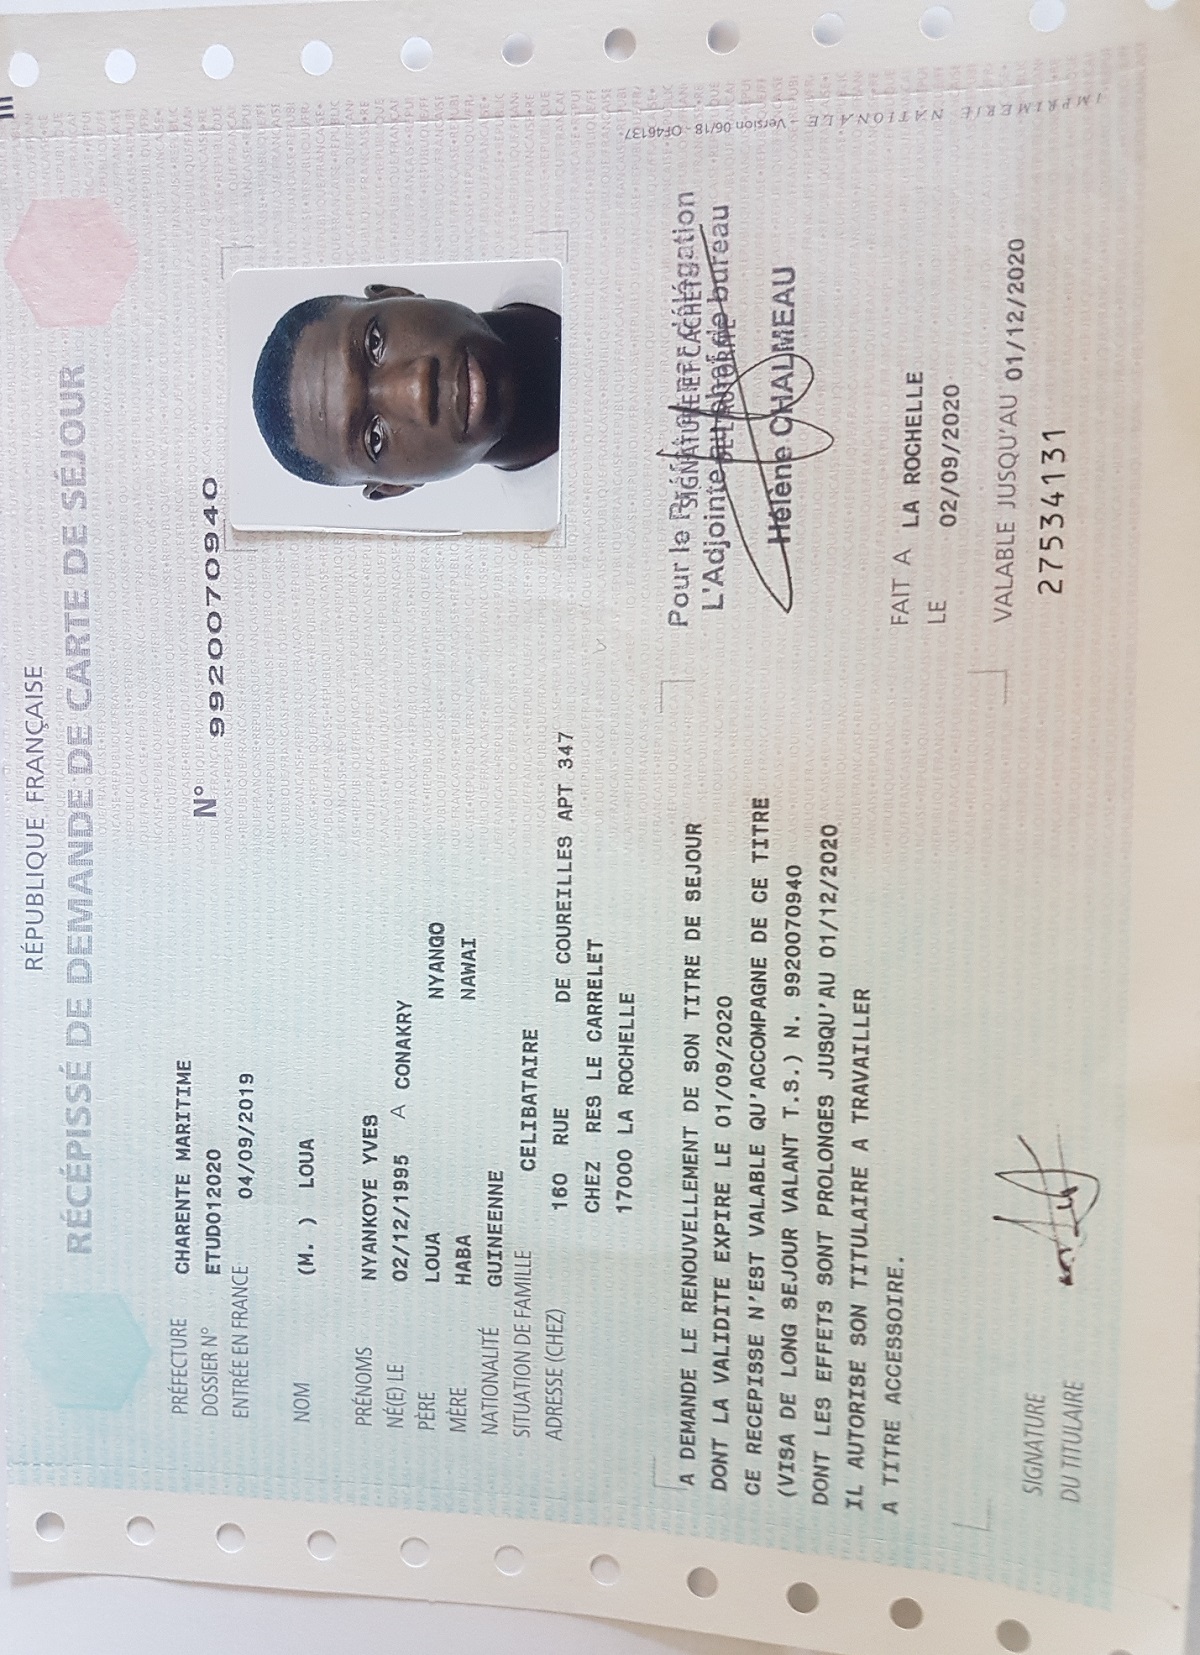 RÉPUBLIQUE FRANÇAISE
RÉCÉPISSÉ DE DEMANDE DE CARTE DE SÉJOUR
N° 9920070940
PRÉFECTURE CHARENTE MARITIME
DOSSIER N° ETUD012020
ENTRÉE EN FRANCE 04/09/2019
NOM (M. ) LOUA
PRÉNOMS NYANKOYE YVES
NÉ(E) LE 02/12/1995 A CONAKRY
PÈRE LOUA NYANGO
MÈRE HABA NAWAI
NATIONALITÉ GUINEENNE
SITUATION DE FAMILLE CELIBATAIRE
ADRESSE (CHEZ) 160 RUE DE COUREILLES APT 347
CHEZ RES LE CARRELET
17000 LA ROCHELLE
A DEMANDE LE RENOUVELLEMENT DE SON TITRE DE SEJOUR
DONT LA VALIDITE EXPIRE LE 01/09/2020
CE RECEPISSE N'EST VALABLE QU'ACCOMPAGNE DE CE TITRE
(VISA DE LONG SEJOUR VALANT T.S.) N. 9920070940
DONT LES EFFETS SONT PROLONGES JUSQU'AU 01/12/2020
IL AUTORISE SON TITULAIRE A TRAVAILLER
A TITRE ACCESSOIRE.
SIGNATURE
DU TITULAIRE
Pour le Préfet et par délégation
SIGNATURE ET CACHET
L'Adjointe au chef de bureau
DE L'AUTORITÉ
Hélène CHALMEAU
FAIT A LA ROCHELLE
LE 02/09/2020
VALABLE JUSQU'AU 01/12/2020
27534131
IMPRIMERIE NATIONALE – Version 06/18 - OF46137